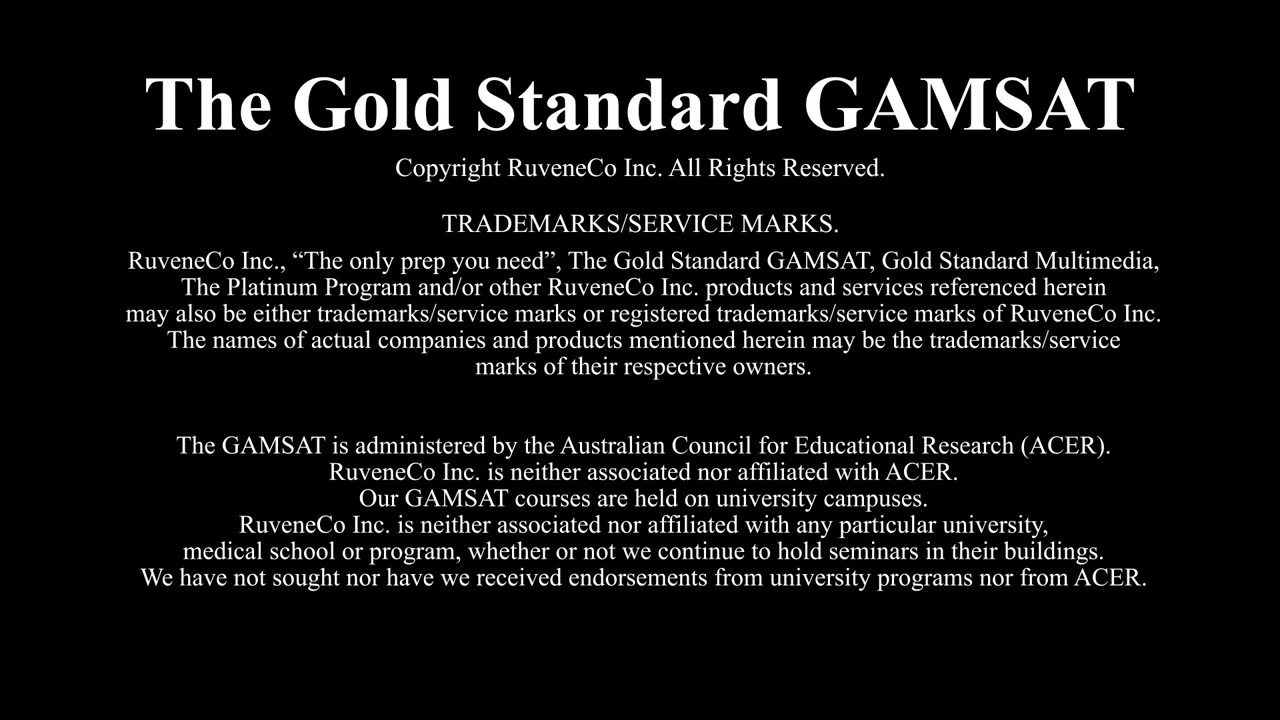 The Gold Standard GAMSAT
Copyright RuveneCo Inc. All Rights Reserved.
TRADEMARKS/SERVICE MARKS.
RuveneCo Inc., “The only prep you need”, The Gold Standard GAMSAT, Gold Standard Multimedia,
The Platinum Program and/or other RuveneCo Inc. products and services referenced herein
may also be either trademarks/service marks or registered trademarks/service marks of RuveneCo Inc.
The names of actual companies and products mentioned herein may be the trademarks/service
marks of their respective owners.
The GAMSAT is administered by the Australian Council for Educational Research (ACER).
RuveneCo Inc. is neither associated nor affiliated with ACER.
Our GAMSAT courses are held on university campuses.
RuveneCo Inc. is neither associated nor affiliated with any particular university,
medical school or program, whether or not we continue to hold seminars in their buildings.
We have not sought nor have we received endorsements from university programs nor from ACER.